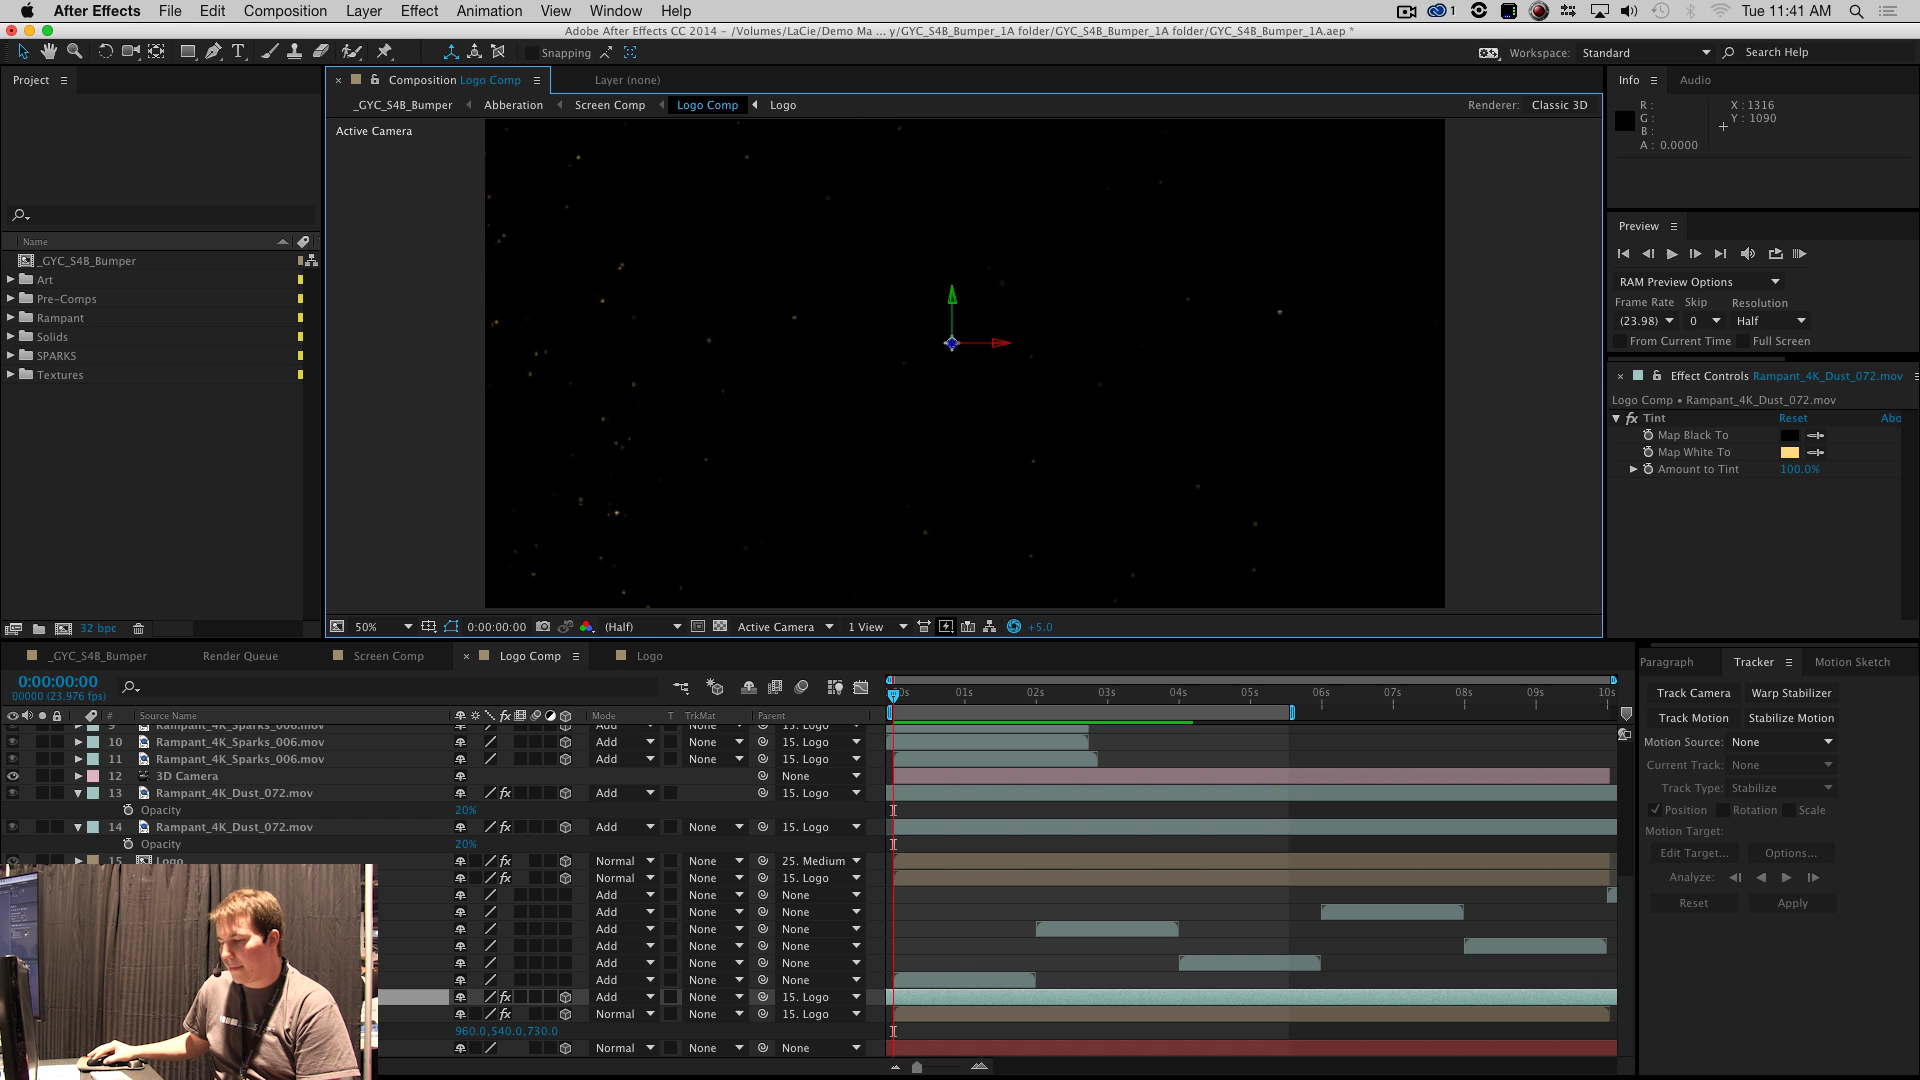 After Effects File Edit Composition Layer Effect Animation View Window Help
1 Tue 11:41 AM
Adobe After Effects CC 2014 - /Volumes/LaCie/Demo Ma ... y/GYC_S4B_Bumper_1A folder/GYC_S4B_Bumper_1A folder/GYC_S4B_Bumper_1A.aep *
Snapping Workspace: Standard Search Help
Project
Composition Logo Comp Layer (none)
Info Audio
_GYC_S4B_Bumper Abberation Screen Comp Logo Comp Logo Renderer: Classic 3D
Active Camera
R : X : 1316
G : Y : 1090
B :
A : 0.0000
Preview
Name
_GYC_S4B_Bumper
Art
Pre-Comps
Rampant
Solids
SPARKS
Textures
RAM Preview Options
Frame Rate Skip Resolution
(23.98) 0 Half
From Current Time Full Screen
Effect Controls Rampant_4K_Dust_072.mov
Logo Comp • Rampant_4K_Dust_072.mov
fx Tint Reset Abo
Map Black To
Map White To
Amount to Tint 100.0%
32 bpc
50% 0:00:00:00 (Half) Active Camera 1 View +5.0
_GYC_S4B_Bumper Render Queue Screen Comp Logo Comp Logo
Paragraph Tracker Motion Sketch
0:00:00:00
00000 (23.976 fps)
01s 02s 03s 04s 05s 06s 07s 08s 09s 10s
# Source Name fx Mode T TrkMat Parent
9 Rampant_4K_Sparks_006.mov Add None 15. Logo
10 Rampant_4K_Sparks_006.mov Add None 15. Logo
11 Rampant_4K_Sparks_006.mov Add None 15. Logo
12 3D Camera None
13 Rampant_4K_Dust_072.mov fx Add 15. Logo
Opacity 20%
14 Rampant_4K_Dust_072.mov fx Add None 15. Logo
Opacity 20%
15 Logo fx Normal None 25. Medium
fx Normal None 15. Logo
Add None None
Add None None
Add None None
Add None None
Add None None
Add None None
fx Add None 15. Logo
fx Normal None 15. Logo
960.0,540.0,730.0
Normal None None
Track Camera Warp Stabilizer
Track Motion Stabilize Motion
Motion Source: None
Current Track: None
Track Type: Stabilize
Position Rotation Scale
Motion Target:
Edit Target... Options...
Analyze:
Reset Apply